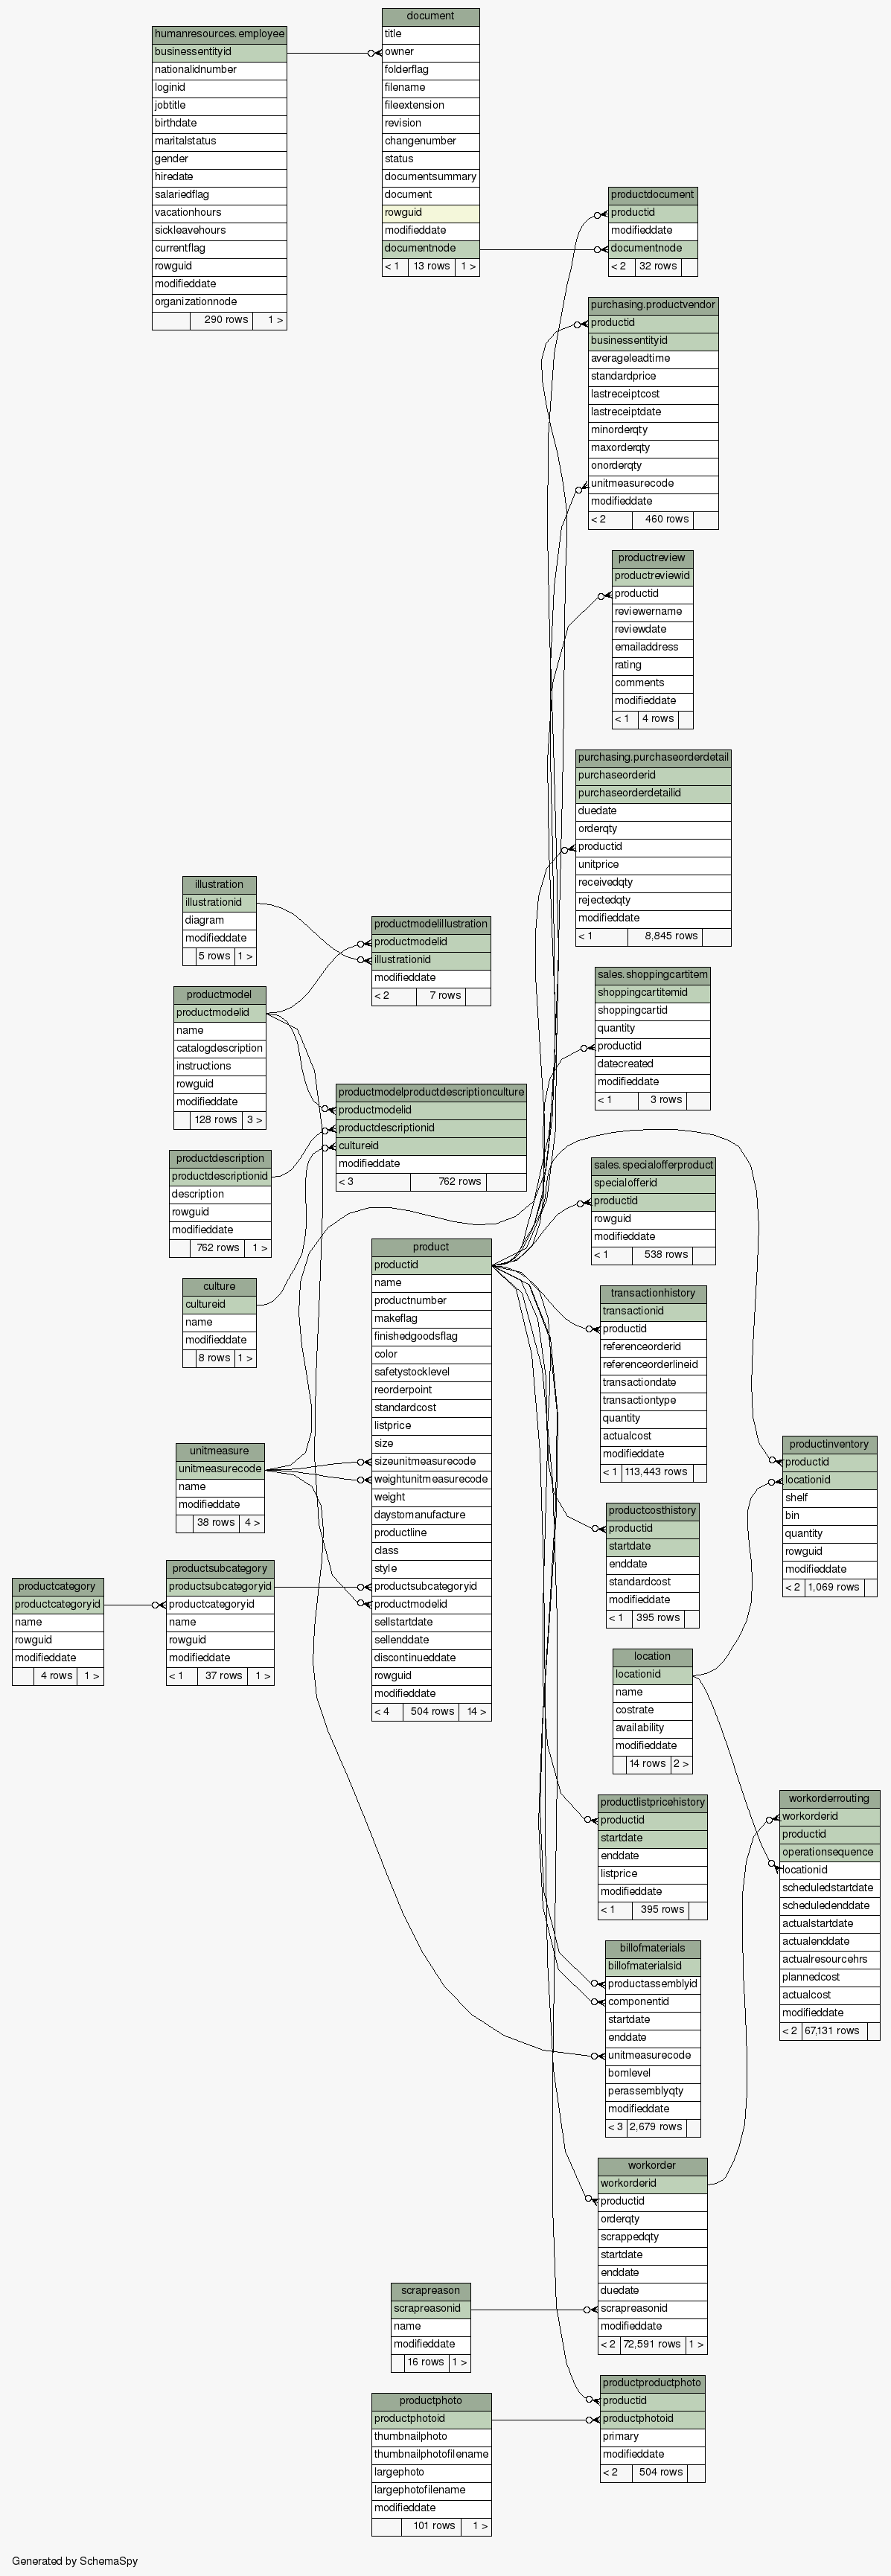 humanresources.employee
businessentityid
nationalidnumber
loginid
jobtitle
birthdate
maritalstatus
gender
hiredate
salariedflag
vacationhours
sickleavehours
currentflag
rowguid
modifieddate
organizationnode
290 rows 1 >
document
title
owner
folderflag
filename
fileextension
revision
changenumber
status
documentsummary
document
rowguid
modifieddate
documentnode
< 1 13 rows 1 >
productdocument
productid
modifieddate
documentnode
< 2 32 rows
purchasing.productvendor
productid
businessentityid
averageleadtime
standardprice
lastreceiptcost
lastreceiptdate
minorderqty
maxorderqty
onorderqty
unitmeasurecode
modifieddate
< 2 460 rows
productreview
productreviewid
productid
reviewername
reviewdate
emailaddress
rating
comments
modifieddate
< 1 4 rows
purchasing.purchaseorderdetail
purchaseorderid
purchaseorderdetailid
duedate
orderqty
productid
unitprice
receivedqty
rejectedqty
modifieddate
< 1 8,845 rows
illustration
illustrationid
diagram
modifieddate
5 rows 1 >
productmodelillustration
productmodelid
illustrationid
modifieddate
< 2 7 rows
sales.shoppingcartitem
shoppingcartitemid
shoppingcartid
quantity
productid
datecreated
modifieddate
< 1 3 rows
productmodel
productmodelid
name
catalogdescription
instructions
rowguid
modifieddate
128 rows 3 >
productmodelproductdescriptionculture
productmodelid
productdescriptionid
cultureid
modifieddate
< 3 762 rows
productdescription
productdescriptionid
description
rowguid
modifieddate
762 rows 1 >
sales.specialofferproduct
specialofferid
productid
rowguid
modifieddate
< 1 538 rows
culture
cultureid
name
modifieddate
8 rows 1 >
product
productid
name
productnumber
makeflag
finishedgoodsflag
color
safetystocklevel
reorderpoint
standardcost
listprice
size
sizeunitmeasurecode
weightunitmeasurecode
weight
daystomanufacture
productline
class
style
productsubcategoryid
productmodelid
sellstartdate
sellenddate
discontinueddate
rowguid
modifieddate
< 4 504 rows 14 >
transactionhistory
transactionid
productid
referenceorderid
referenceorderlineid
transactiondate
transactiontype
quantity
actualcost
modifieddate
< 1 113,443 rows
productinventory
productid
locationid
shelf
bin
quantity
rowguid
modifieddate
< 2 1,069 rows
unitmeasure
unitmeasurecode
name
modifieddate
38 rows 4 >
productcosthistory
productid
startdate
enddate
standardcost
modifieddate
< 1 395 rows
productcategory
productcategoryid
name
rowguid
modifieddate
4 rows 1 >
productsubcategory
productsubcategoryid
productcategoryid
name
rowguid
modifieddate
< 1 37 rows 1 >
location
locationid
name
costrate
availability
modifieddate
14 rows 2 >
productlistpricehistory
productid
startdate
enddate
listprice
modifieddate
< 1 395 rows
workorderrouting
workorderid
productid
operationsequence
locationid
scheduledstartdate
scheduledenddate
actualstartdate
actualenddate
actualresourcehrs
plannedcost
actualcost
modifieddate
< 2 67,131 rows
billofmaterials
billofmaterialsid
productassemblyid
componentid
startdate
enddate
unitmeasurecode
bomlevel
perassemblyqty
modifieddate
< 3 2,679 rows
workorder
workorderid
productid
orderqty
scrappedqty
startdate
enddate
duedate
scrapreasonid
modifieddate
< 2 72,591 rows 1 >
scrapreason
scrapreasonid
name
modifieddate
16 rows 1 >
productproductphoto
productid
productphotoid
primary
modifieddate
< 2 504 rows
productphoto
productphotoid
thumbnailphoto
thumbnailphotofilename
largephoto
largephotofilename
modifieddate
101 rows 1 >
Generated by SchemaSpy